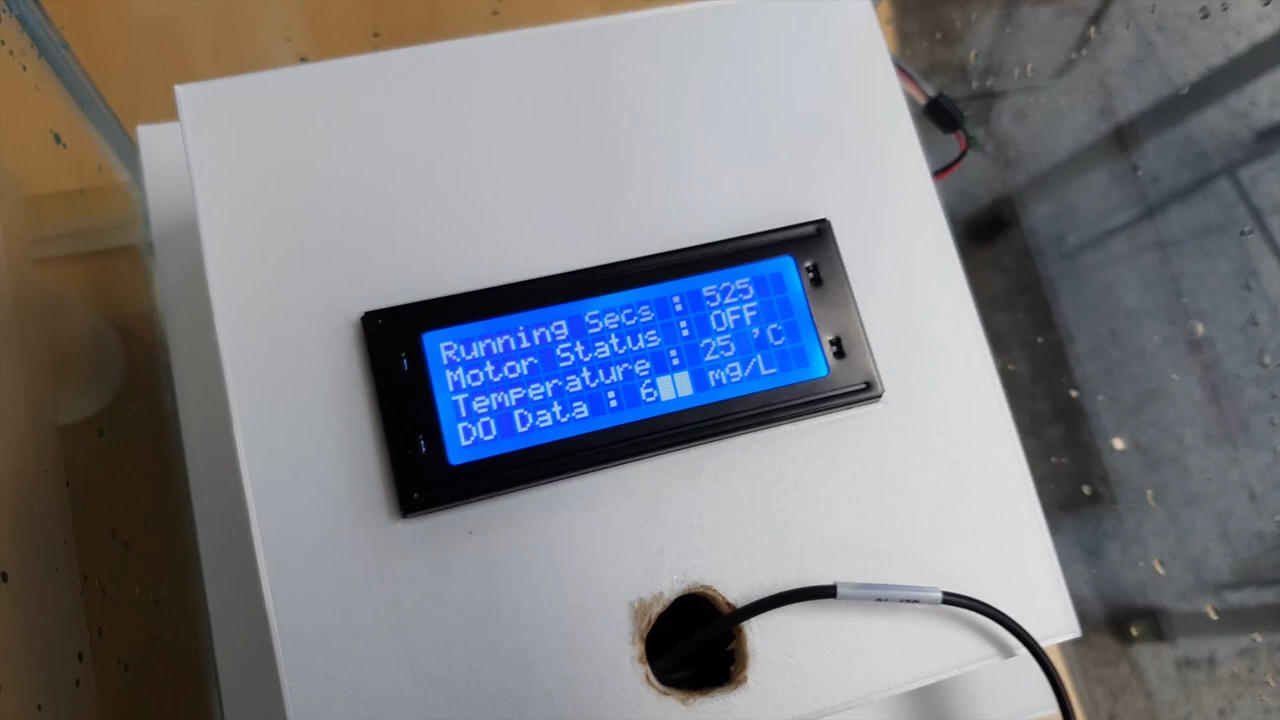 Running Secs : 525
Motor Status : OFF
Temperature : 25 'C
DO Data : 6██ mg/L